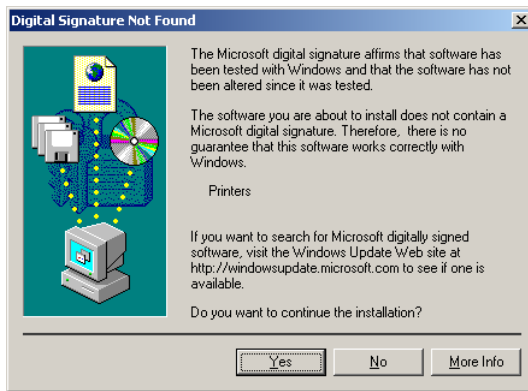 Digital Signature Not Found
The Microsoft digital signature affirms that software has
been tested with Windows and that the software has not
been altered since it was tested.
The software you are about to install does not contain a
Microsoft digital signature. Therefore, there is no
guarantee that this software works correctly with
Windows.
Printers
If you want to search for Microsoft digitally signed
software, visit the Windows Update Web site at
http://windowsupdate.microsoft.com to see if one is
available.
Do you want to continue the installation?
Yes No More Info